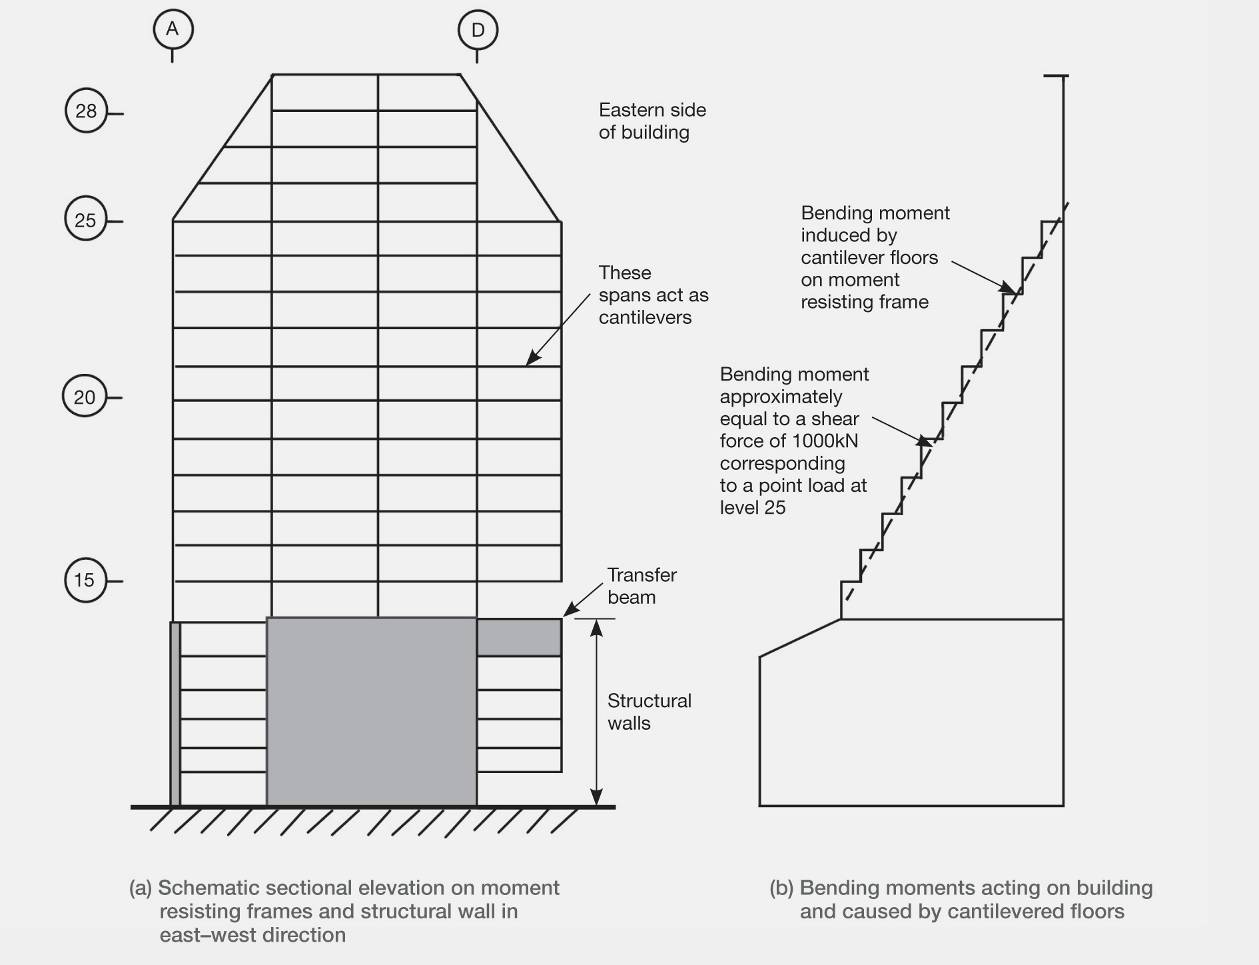 A
D
28
Eastern side
of building
25
These
spans act as
cantilevers
20
15
Transfer
beam
Structural
walls
Bending moment
induced by
cantilever floors
on moment
resisting frame
Bending moment
approximately
equal to a shear
force of 1000kN
corresponding
to a point load at
level 25
(a) Schematic sectional elevation on moment
resisting frames and structural wall in
east–west direction
(b) Bending moments acting on building
and caused by cantilevered floors